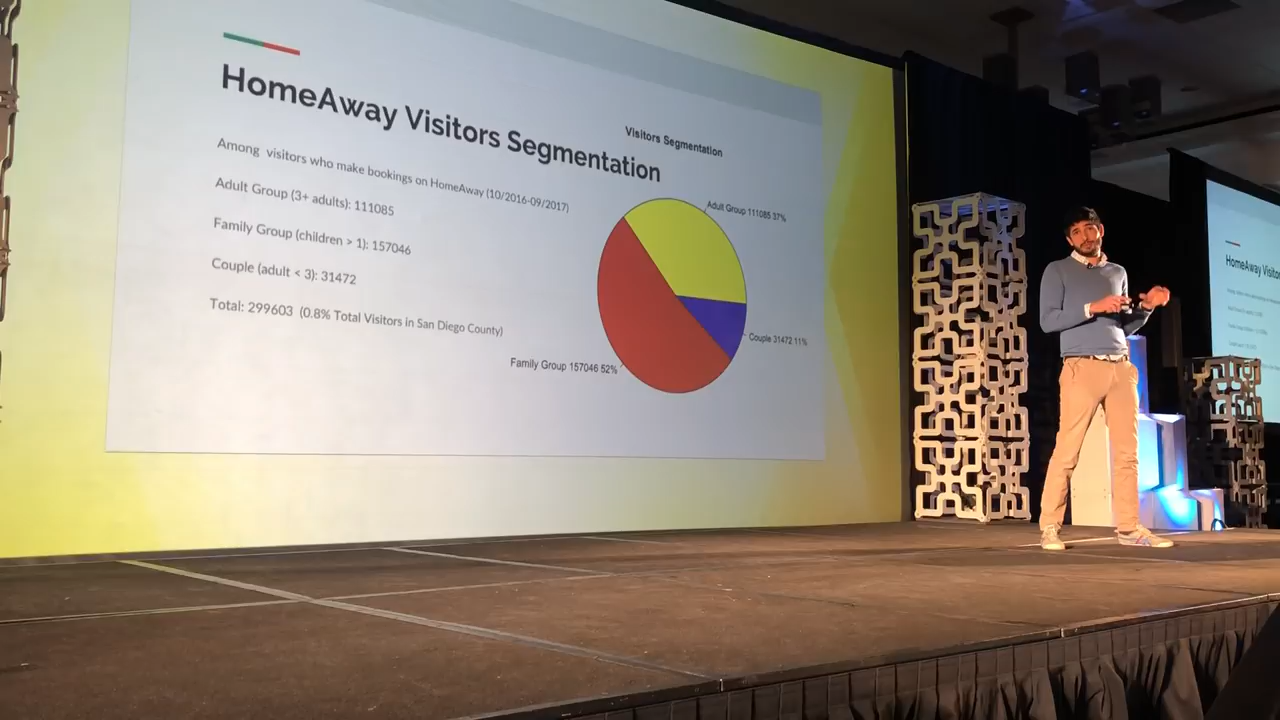 HomeAway Visitors Segmentation
Among visitors who make bookings on HomeAway (10/2016-09/2017)
Adult Group (3+ adults): 111085
Family Group (children > 1): 157046
Couple (adult < 3): 31472
Total: 299603 (0.8% Total Visitors in San Diego County)
Visitors Segmentation
Adult Group 111085 37%
Couple 31472 11%
Family Group 157046 52%
HomeAway Visito